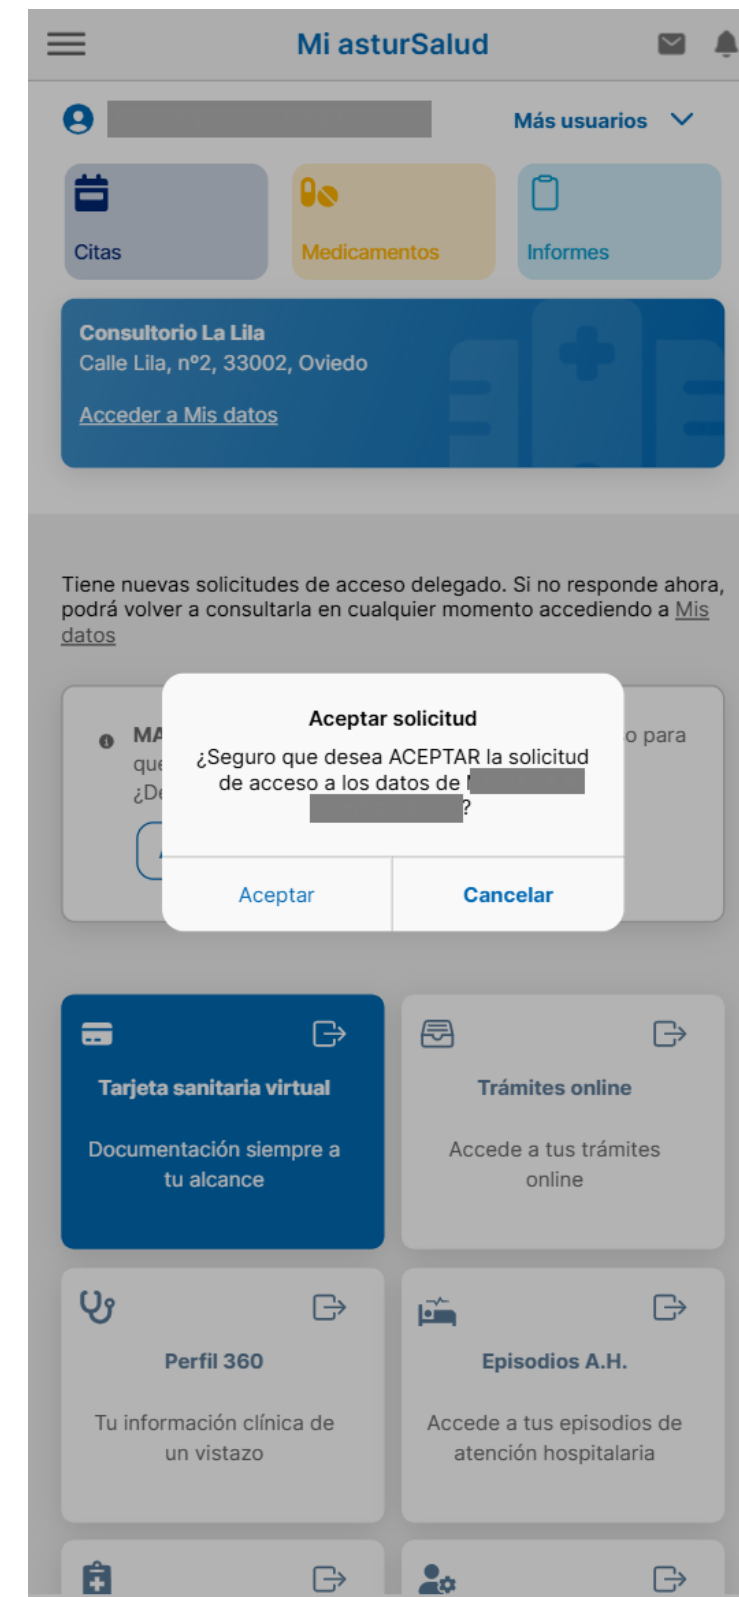 Mi asturSalud
Más usuarios
Citas
Medicamentos
Informes
Consultorio La Lila
Calle Lila, nº2, 33002, Oviedo
Acceder a Mis datos
Tiene nuevas solicitudes de acceso delegado. Si no responde ahora,
podrá volver a consultarla en cualquier momento accediendo a Mis
datos
para
Aceptar solicitud
¿Seguro que desea ACEPTAR la solicitud
de acceso a los datos de
?
Aceptar
Cancelar
Tarjeta sanitaria virtual
Documentación siempre a
tu alcance
Trámites online
Accede a tus trámites
online
Perfil 360
Tu información clínica de
un vistazo
Episodios A.H.
Accede a tus episodios de
atención hospitalaria